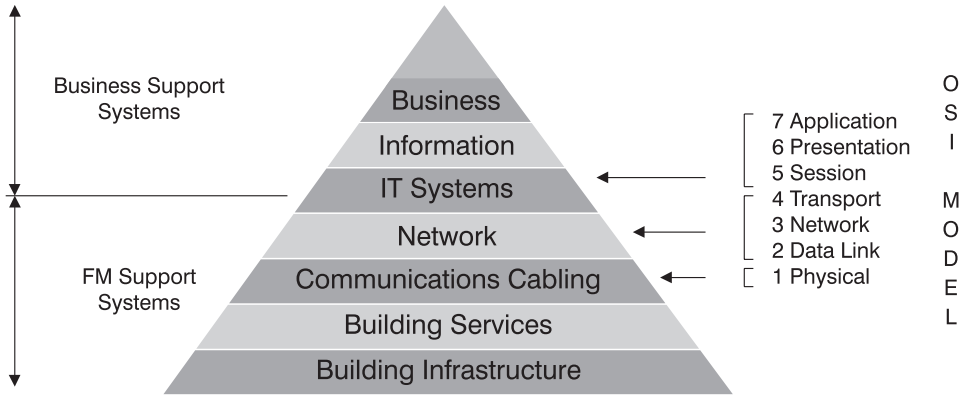 Business Support
Systems
FM Support
Systems
Business
Information
IT Systems
Network
Communications Cabling
Building Services
Building Infrastructure
7 Application
6 Presentation
5 Session
4 Transport
3 Network
2 Data Link
1 Physical
O
S
I
M
O
D
E
L